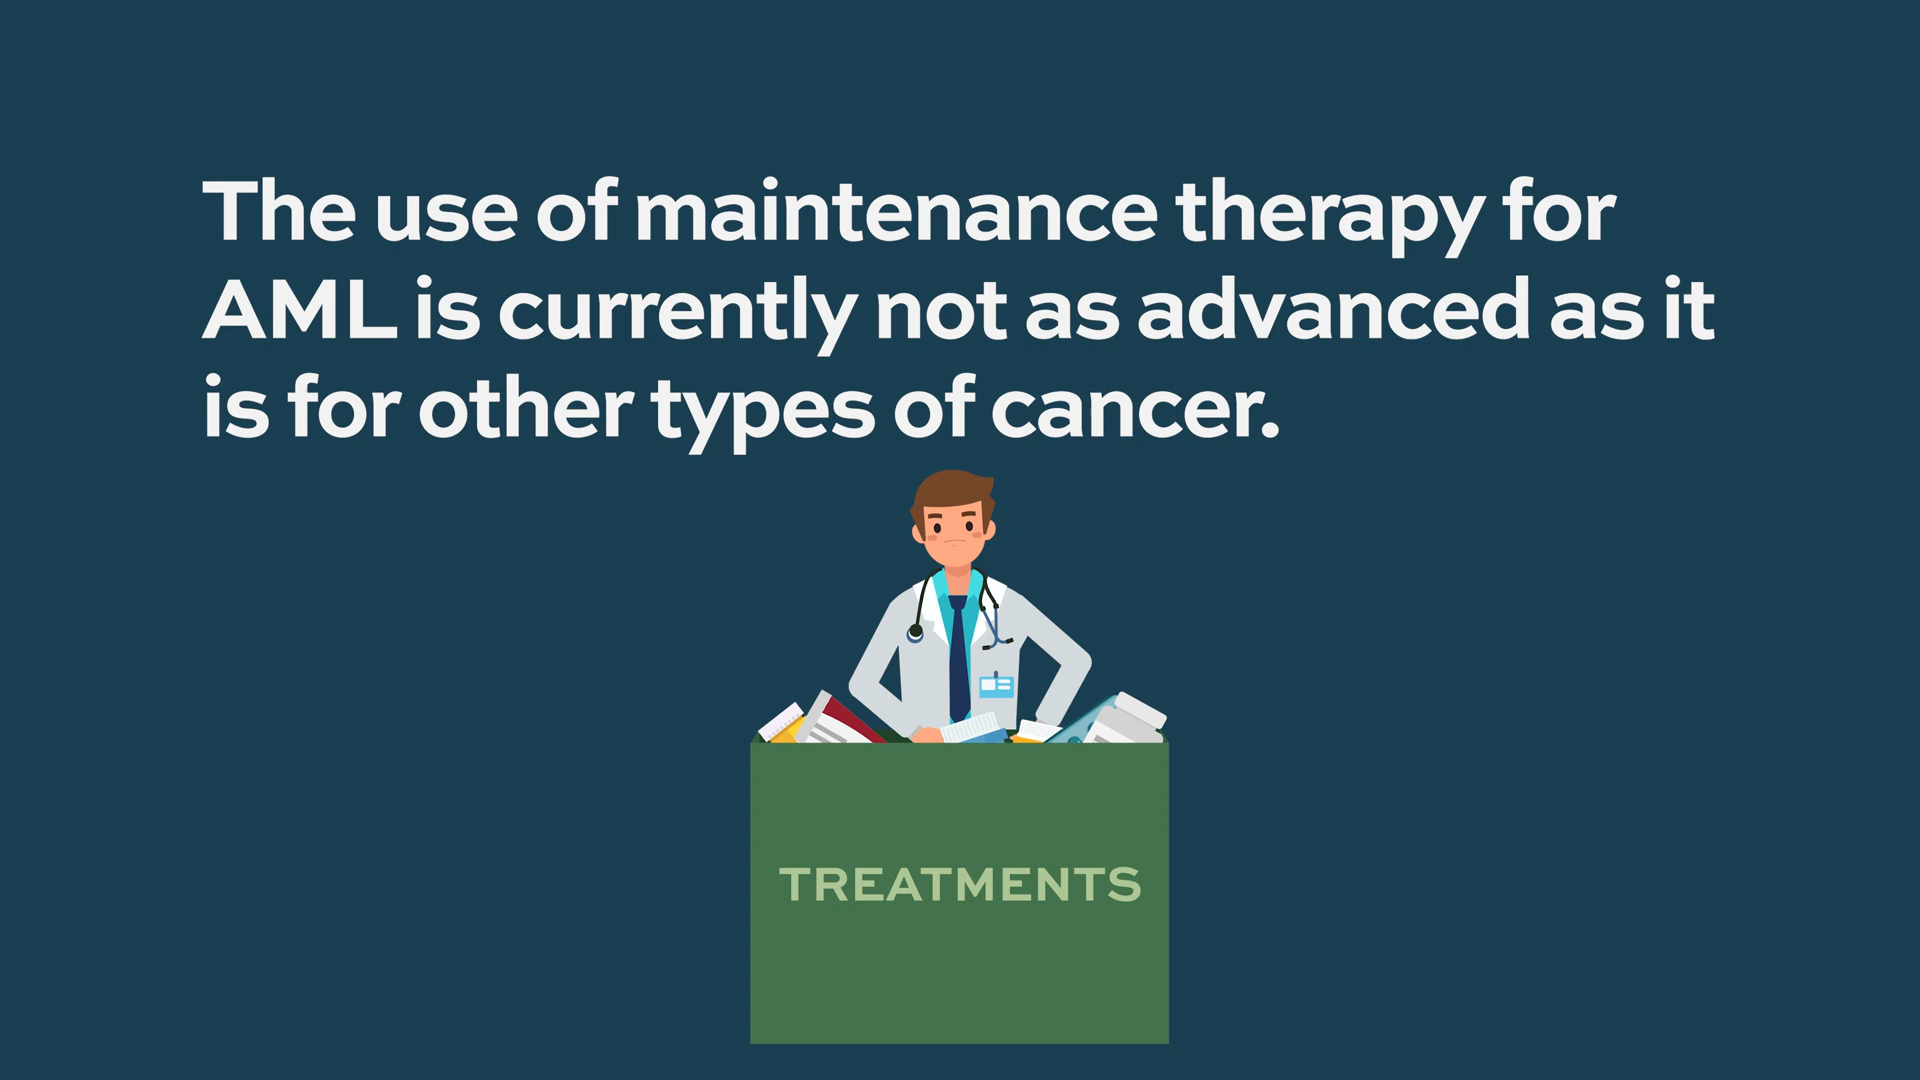 The use of maintenance therapy for
AML is currently not as advanced as it
is for other types of cancer.
TREATMENTS